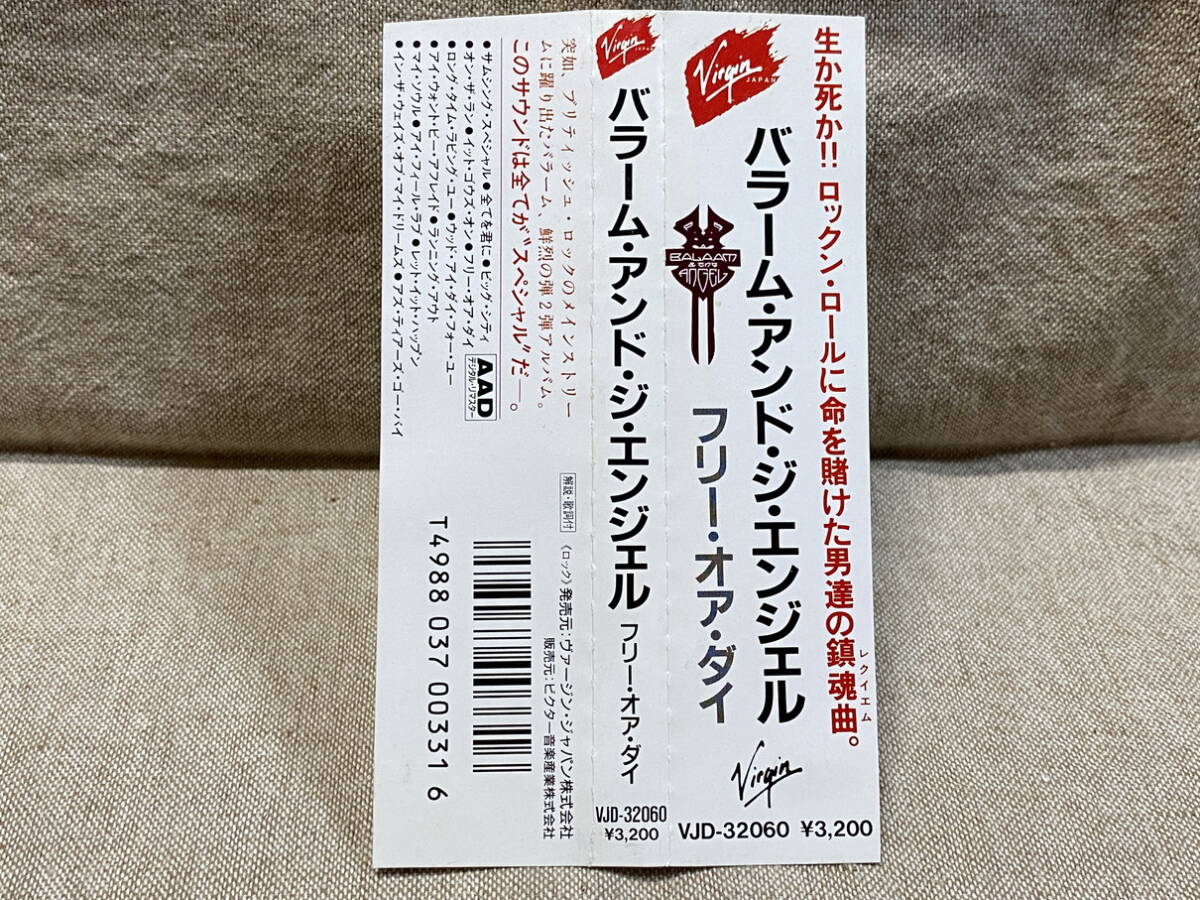 生か死か!! ロックン・ロールに命を賭けた男達の鎮魂曲。
レクイエム
Virgin
JAPAN
バラーム・アンド・ジ・エンジェル
BALAAM
& THE
ANGEL
フリー・オア・ダイ
Virgin
VJD-32060 ¥3,200
Virgin
JAPAN
バラーム・アンド・ジ・エンジェル フリー・オア・ダイ
VJD-32060
¥3,200
突如、ブリティッシュ・ロックのメインストリー
ムに躍り出たバラーム、鮮烈の弾2弾アルバム。
このサウンドは全てが“スペシャル”だ—。
●サムシング・スペシャル●全てを君に●ビッグ・シティ
●オン・ザ・ラン●イット・ゴウズ・オン●フリー・オア・ダイ
●ロング・タイム・ラビング・ユー●ウッド・アイ・ダイ・フォー・ユー
●アイ・ウォント・ビー・アフレイド●ランニング・アウト
●マイ・ソウル●アイ・フィール・ラブ●レット・イット・ハップン
●イン・ザ・ウェイズ・オブ・マイ・ドリームズ●アズ・ティアーズ・ゴー・バイ
AAD
デジタル・リマスター
解説・歌詞付
《ロック》発売元:ヴァージン・ジャパン株式会社
販売元:ビクター音楽産業株式会社
T4988 037 00331 6